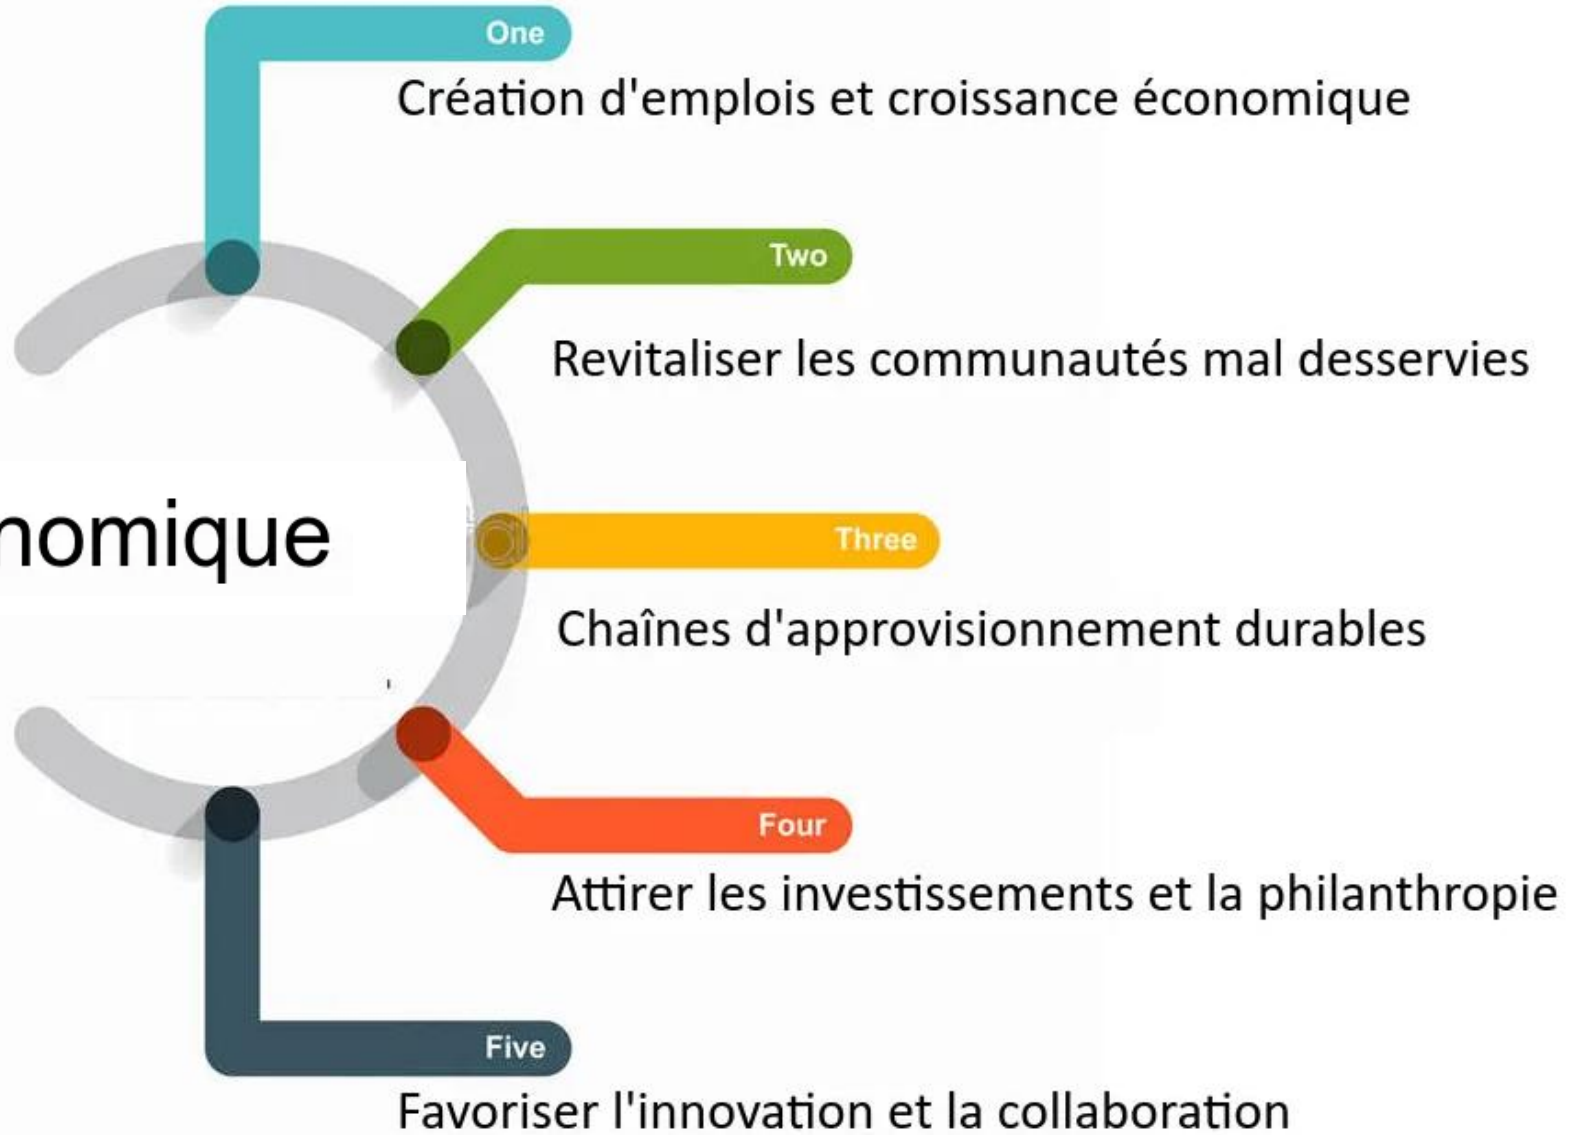 One
Création d'emplois et croissance économique
Two
Revitaliser les communautés mal desservies
nomique
Three
Chaînes d'approvisionnement durables
Four
Attirer les investissements et la philanthropie
Five
Favoriser l'innovation et la collaboration